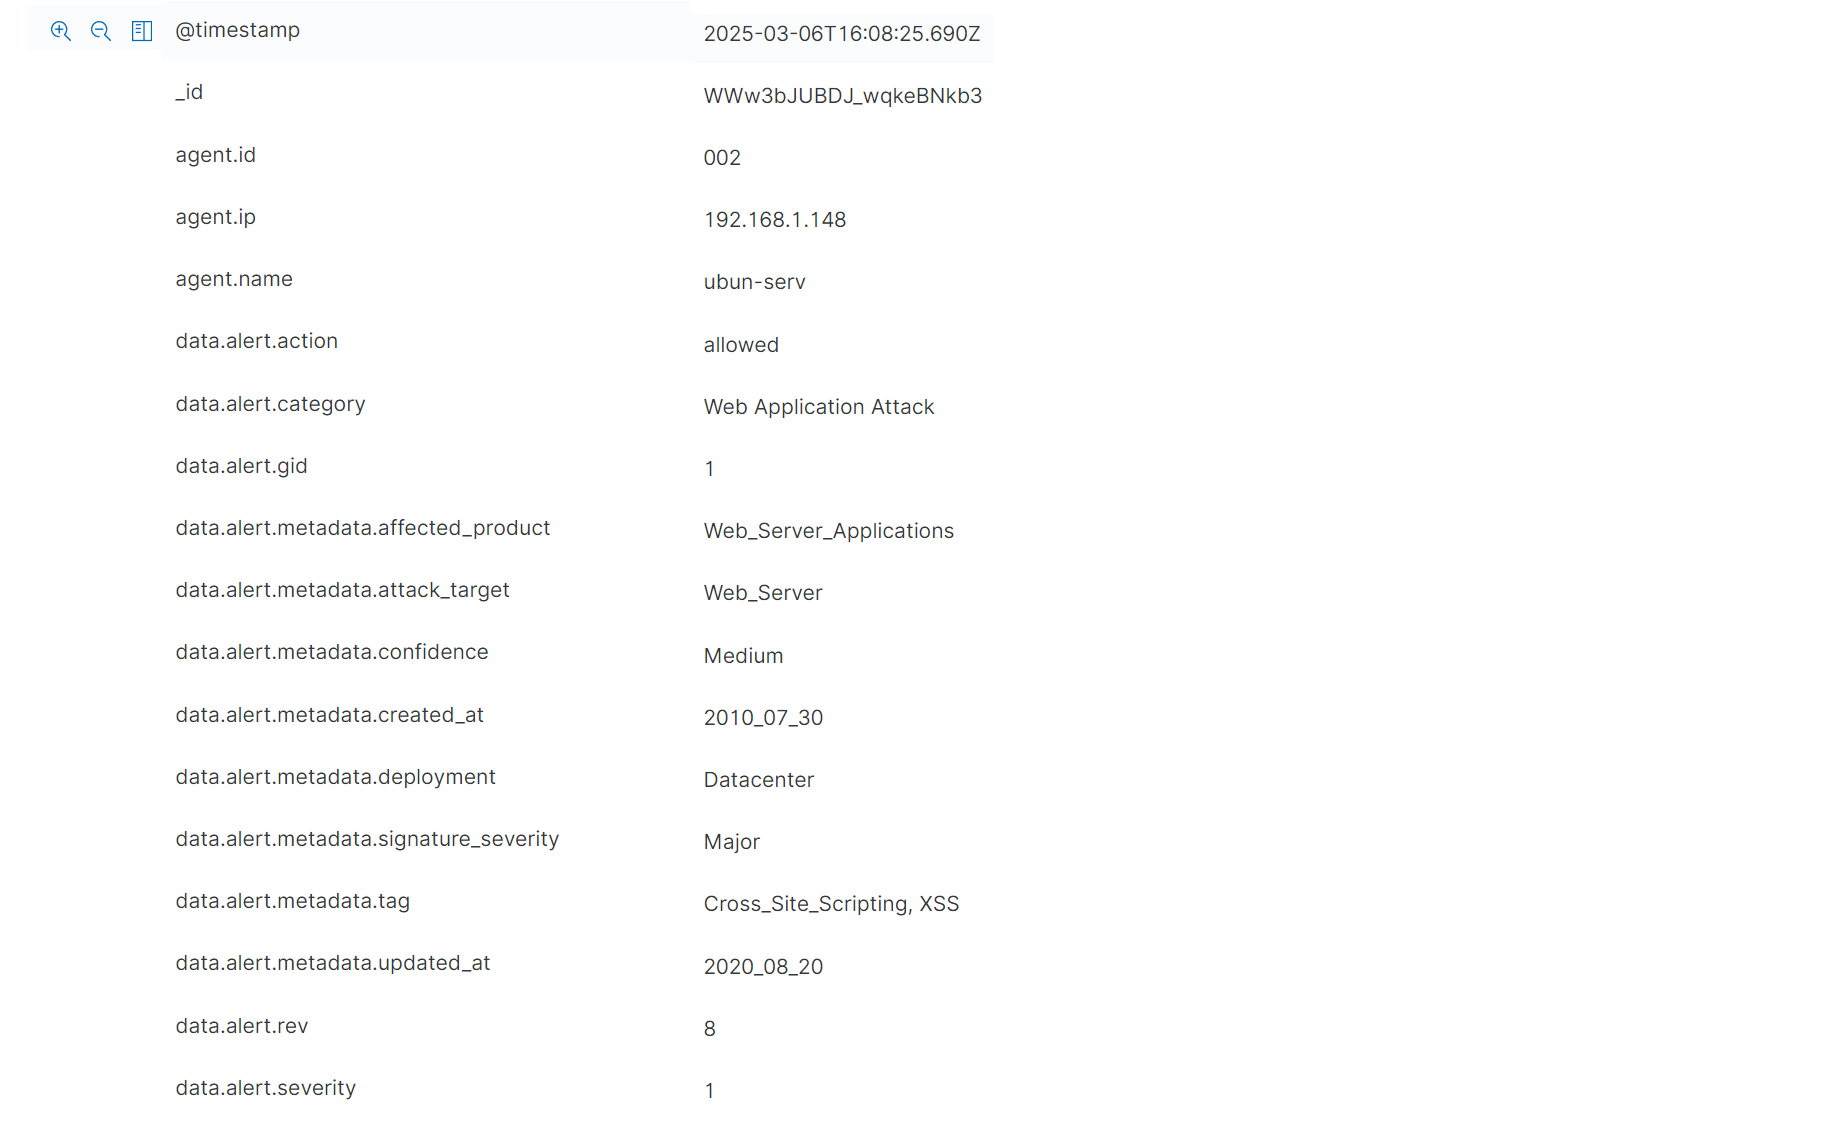 @timestamp 2025-03-06T16:08:25.690Z
_id WWw3bJUBDJ_wqkeBNkb3
agent.id 002
agent.ip 192.168.1.148
agent.name ubun-serv
data.alert.action allowed
data.alert.category Web Application Attack
data.alert.gid 1
data.alert.metadata.affected_product Web_Server_Applications
data.alert.metadata.attack_target Web_Server
data.alert.metadata.confidence Medium
data.alert.metadata.created_at 2010_07_30
data.alert.metadata.deployment Datacenter
data.alert.metadata.signature_severity Major
data.alert.metadata.tag Cross_Site_Scripting, XSS
data.alert.metadata.updated_at 2020_08_20
data.alert.rev 8
data.alert.severity 1